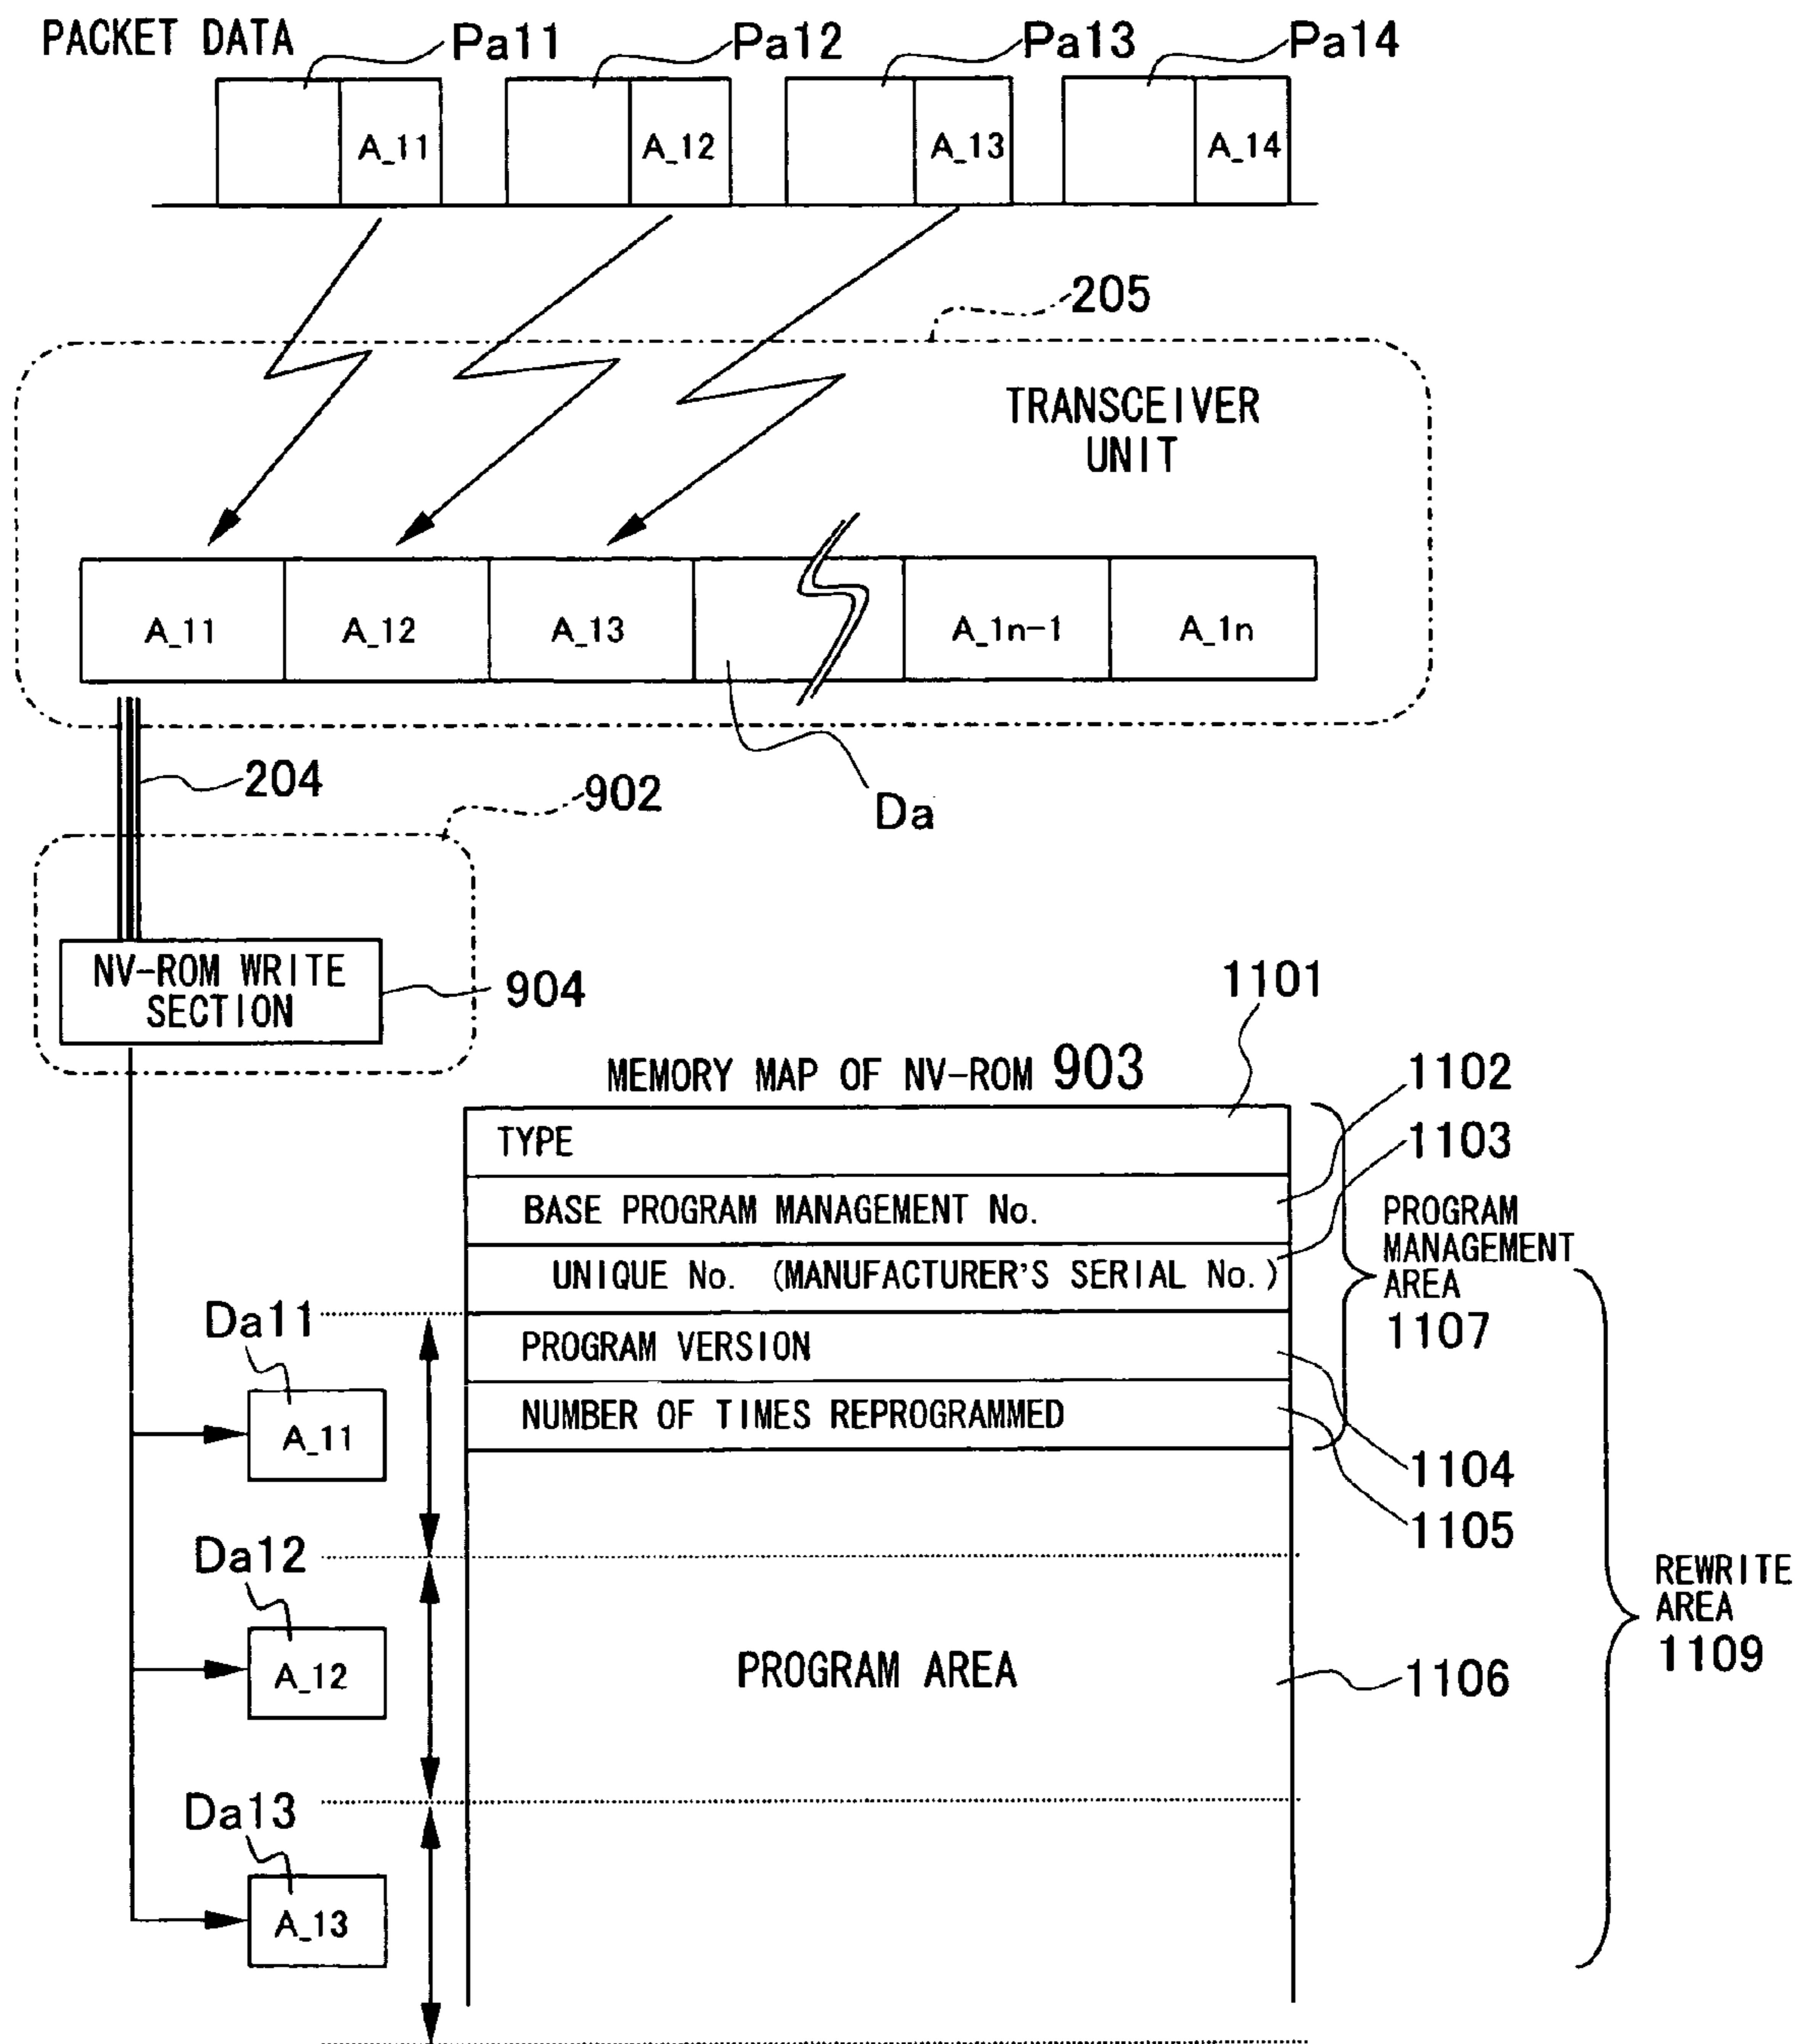 PACKET DATA
Pa11
Pa12
Pa13
Pa14
A_11
A_12
A_13
A_14
205
TRANSCEIVER
UNIT
A_11
A_12
A_13
A_1n-1
A_1n
Da
204
902
NV-ROM WRITE
SECTION
904
1101
MEMORY MAP OF NV-ROM 903
1102
TYPE
1103
BASE PROGRAM MANAGEMENT No.
PROGRAM
MANAGEMENT
AREA
1107
UNIQUE No. (MANUFACTURER'S SERIAL No.)
Da11
PROGRAM VERSION
NUMBER OF TIMES REPROGRAMMED
A_11
1104
1105
Da12
REWRITE
AREA
1109
A_12
PROGRAM AREA
1106
Da13
A_13